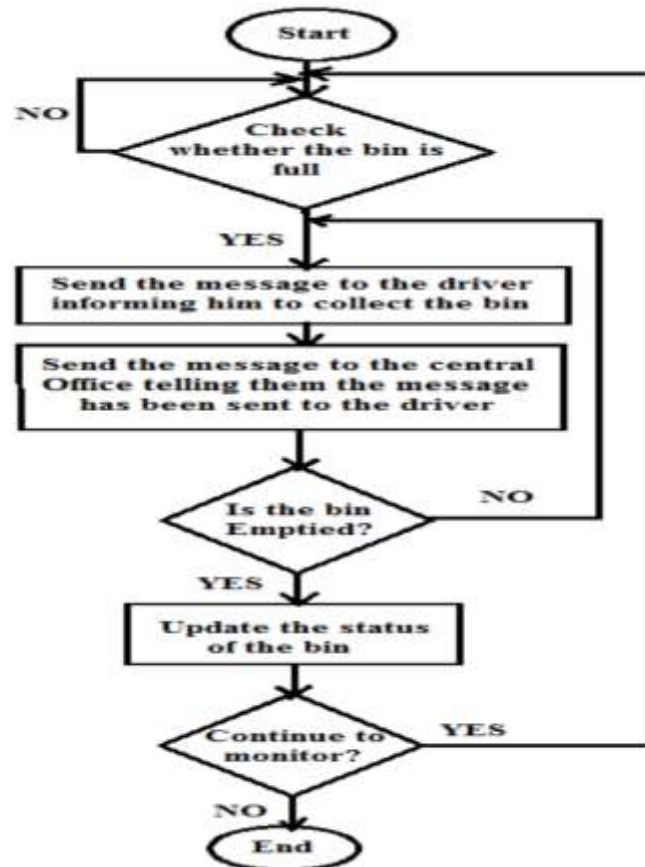 Start
NO
Check
whether the bin is
full
YES
Send the message to the driver
informing him to collect the bin
Send the message to the central
Office telling them the message
has been sent to the driver
Is the bin
Emptied?
NO
YES
Update the status
of the bin
Continue to
monitor?
YES
NO
End